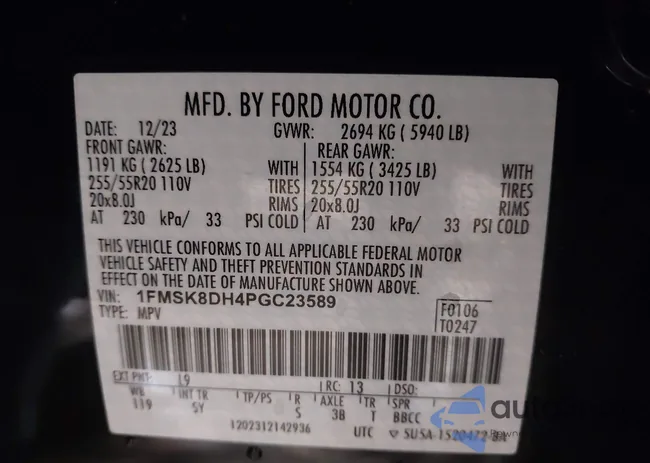 MFD. BY FORD MOTOR CO.
DATE: 12/23 GVWR: 2694 KG ( 5940 LB)
FRONT GAWR: REAR GAWR:
1191 KG ( 2625 LB) WITH 1554 KG ( 3425 LB) WITH
255/55R20 110V TIRES 255/55R20 110V TIRES
20x8.0J RIMS 20x8.0J RIMS
AT 230 kPa/ 33 PSI COLD AT 230 kPa/ 33 PSI COLD
THIS VEHICLE CONFORMS TO ALL APPLICABLE FEDERAL MOTOR
VEHICLE SAFETY AND THEFT PREVENTION STANDARDS IN
EFFECT ON THE DATE OF MANUFACTURE SHOWN ABOVE.
VIN: 1FMSK8DH4PGC23589 F0106
TYPE: MPV T0247
EXT PNT: L9 RC: 13 DSO:
WB INT TR TP/PS R AXLE TR SPR
119 SY S 3B T BBCC
1202312142936 UTC SU5A-1520472-